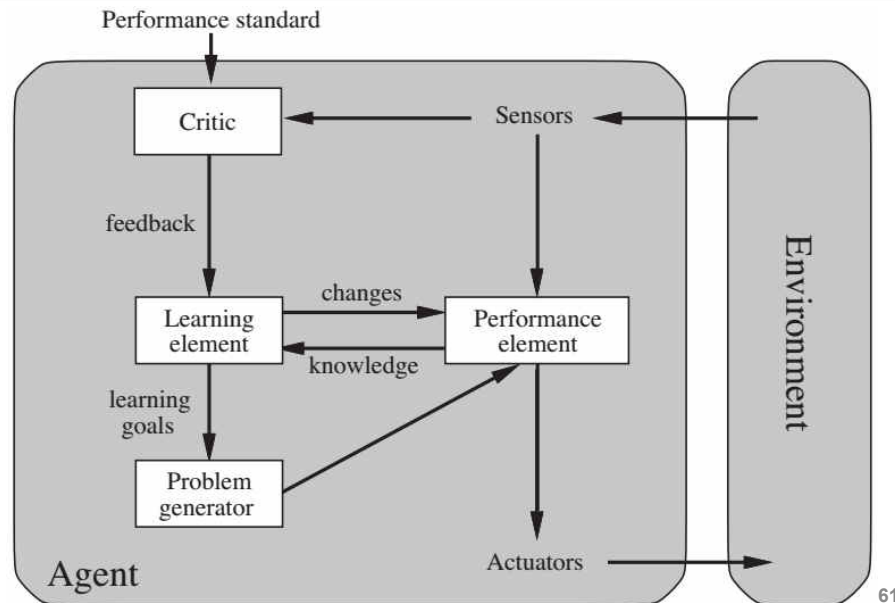 Performance standard
Critic
Sensors
feedback
changes
Learning
element
Performance
element
knowledge
learning
goals
Problem
generator
Agent
Actuators
Environment
61